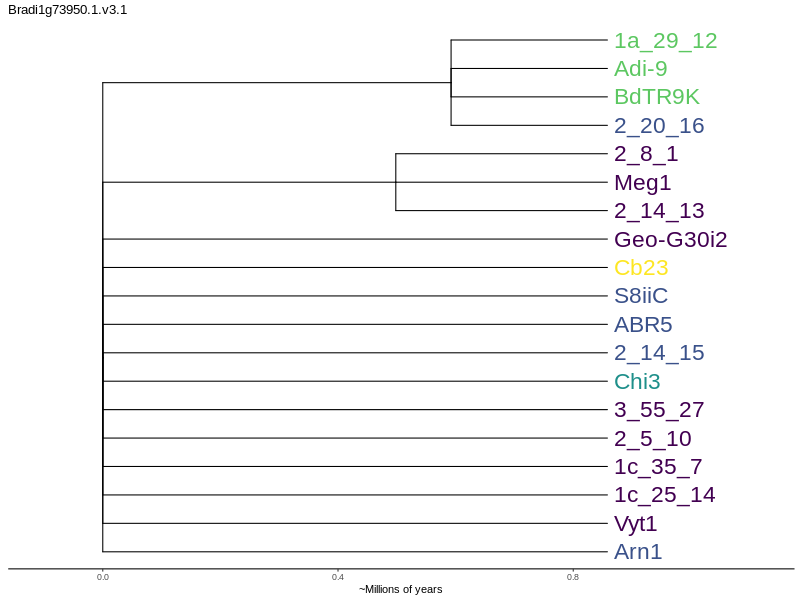 Bradi1g73950.1.v3.1
1a_29_12
Adi-9
BdTR9K
2_20_16
2_8_1
Meg1
2_14_13
Geo-G30i2
Cb23
S8iiC
ABR5
2_14_15
Chi3
3_55_27
2_5_10
1c_35_7
1c_25_14
Vyt1
Arn1
0.0 0.4 0.8
~Millions of years